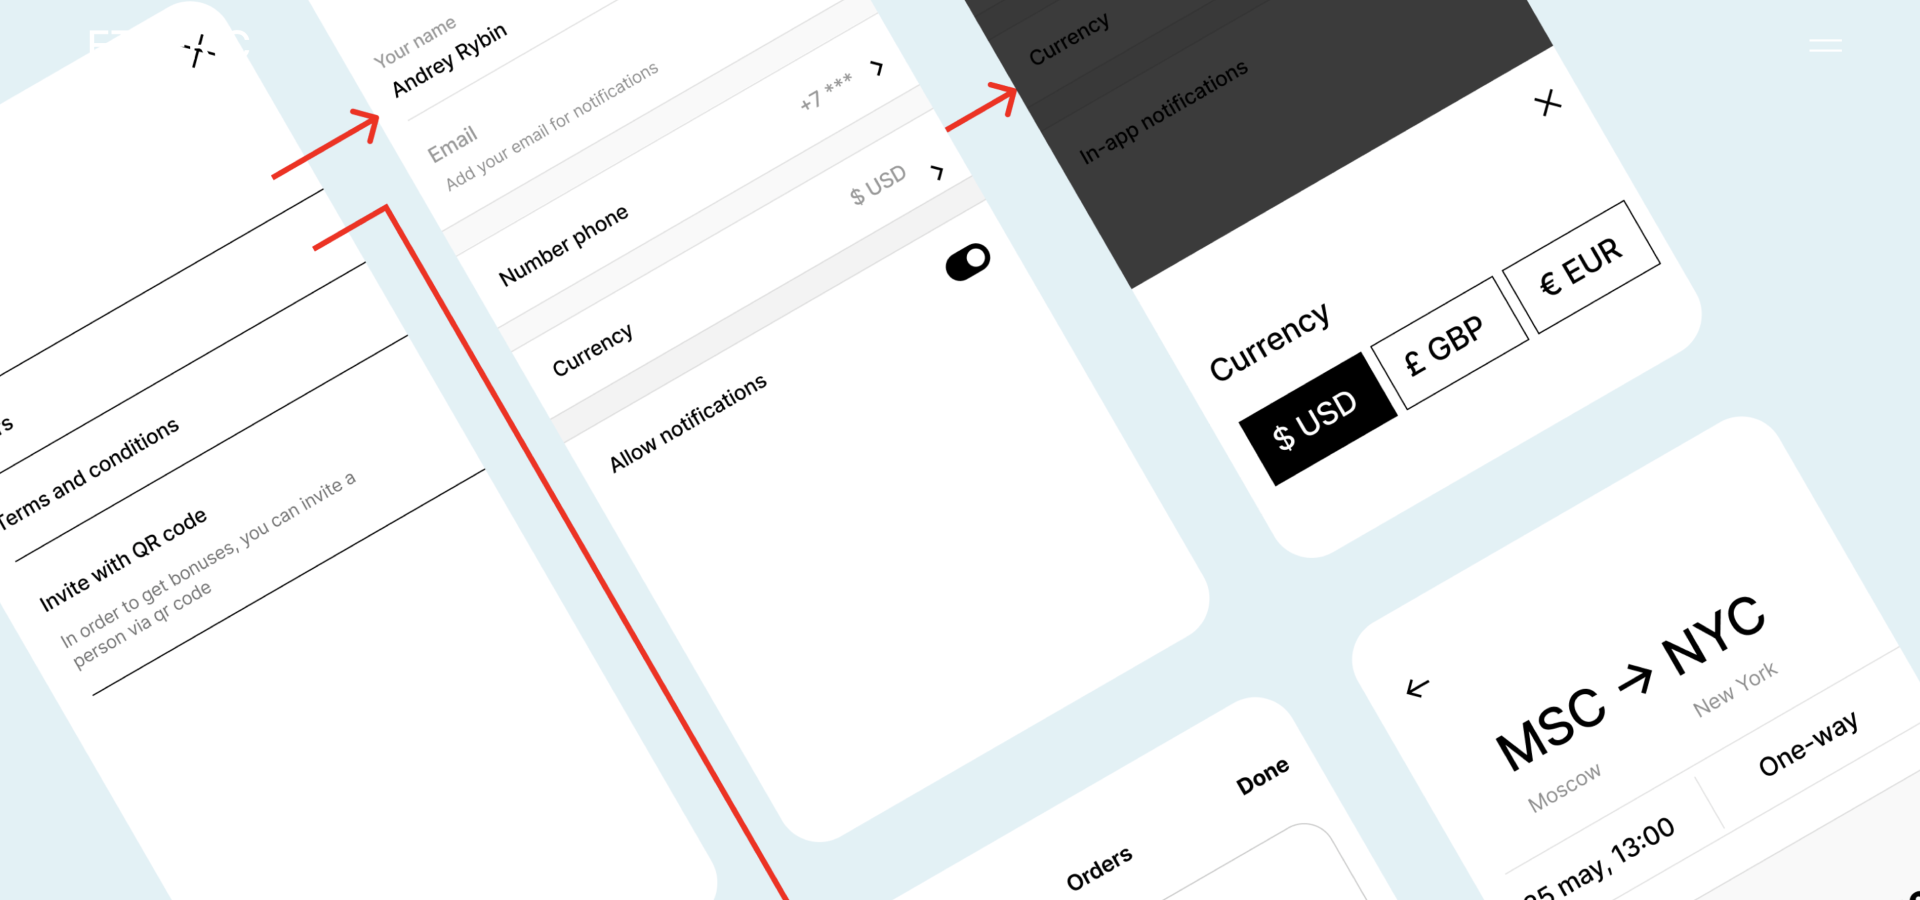 Terms and conditions
Invite with QR code
In order to get bonuses, you can invite a
person via qr code
Your name
Andrey Rybin
Email
Add your email for notifications
Number phone
+7 ***
Currency
$ USD
Allow notifications
Currency
In-app notifications
Currency
$ USD
£ GBP
€ EUR
Done
Orders
MSC → NYC
Moscow
New York
may, 13:00
One-way